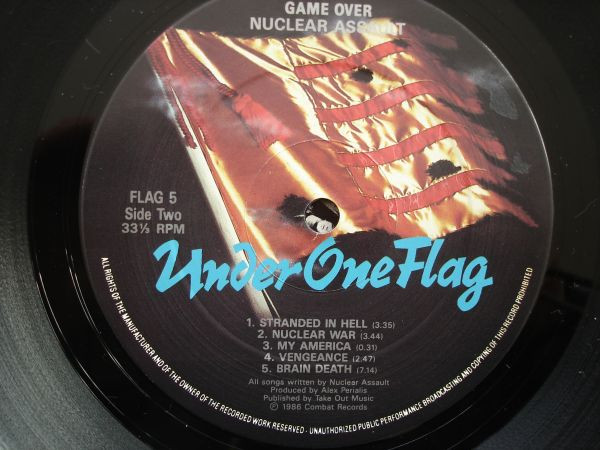 GAME OVER
NUCLEAR ASSAULT
FLAG 5
Side Two
33⅓ RPM
Under One Flag
1. STRANDED IN HELL (3.35)
2. NUCLEAR WAR (3.44)
3. MY AMERICA (0.31)
4. VENGEANCE (2:47)
5. BRAIN DEATH (7.14)
All songs written by Nuclear Assault
Produced by Alex Perialis
Published by Take Out Music
℗ 1986 Combat Records
ALL RIGHTS OF THE MANUFACTURER AND OF THE OWNER OF THE RECORDED WORK RESERVED - UNAUTHORIZED PUBLIC PERFORMANCE BROADCASTING AND COPYING OF THIS RECORD PROHIBITED